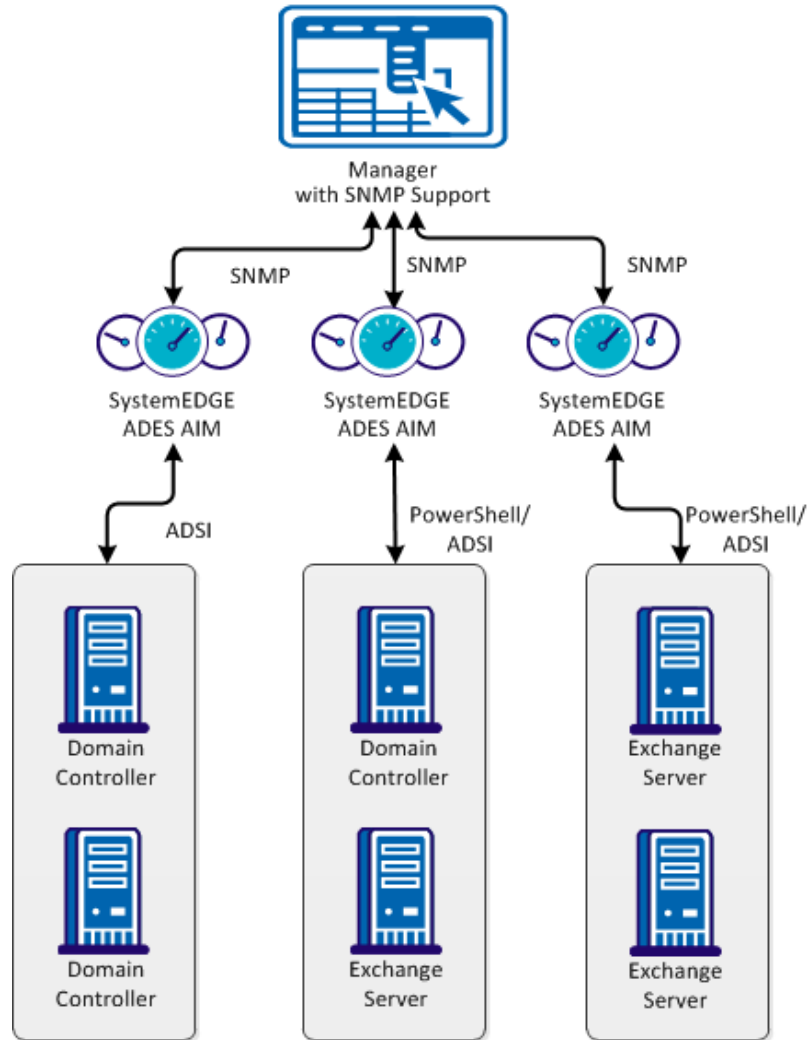 Manager
with SNMP Support
SNMP
SNMP
SNMP
SystemEDGE
ADES AIM
SystemEDGE
ADES AIM
SystemEDGE
ADES AIM
ADSI
PowerShell/
ADSI
PowerShell/
ADSI
Domain
Controller
Domain
Controller
Exchange
Server
Domain
Controller
Exchange
Server
Exchange
Server